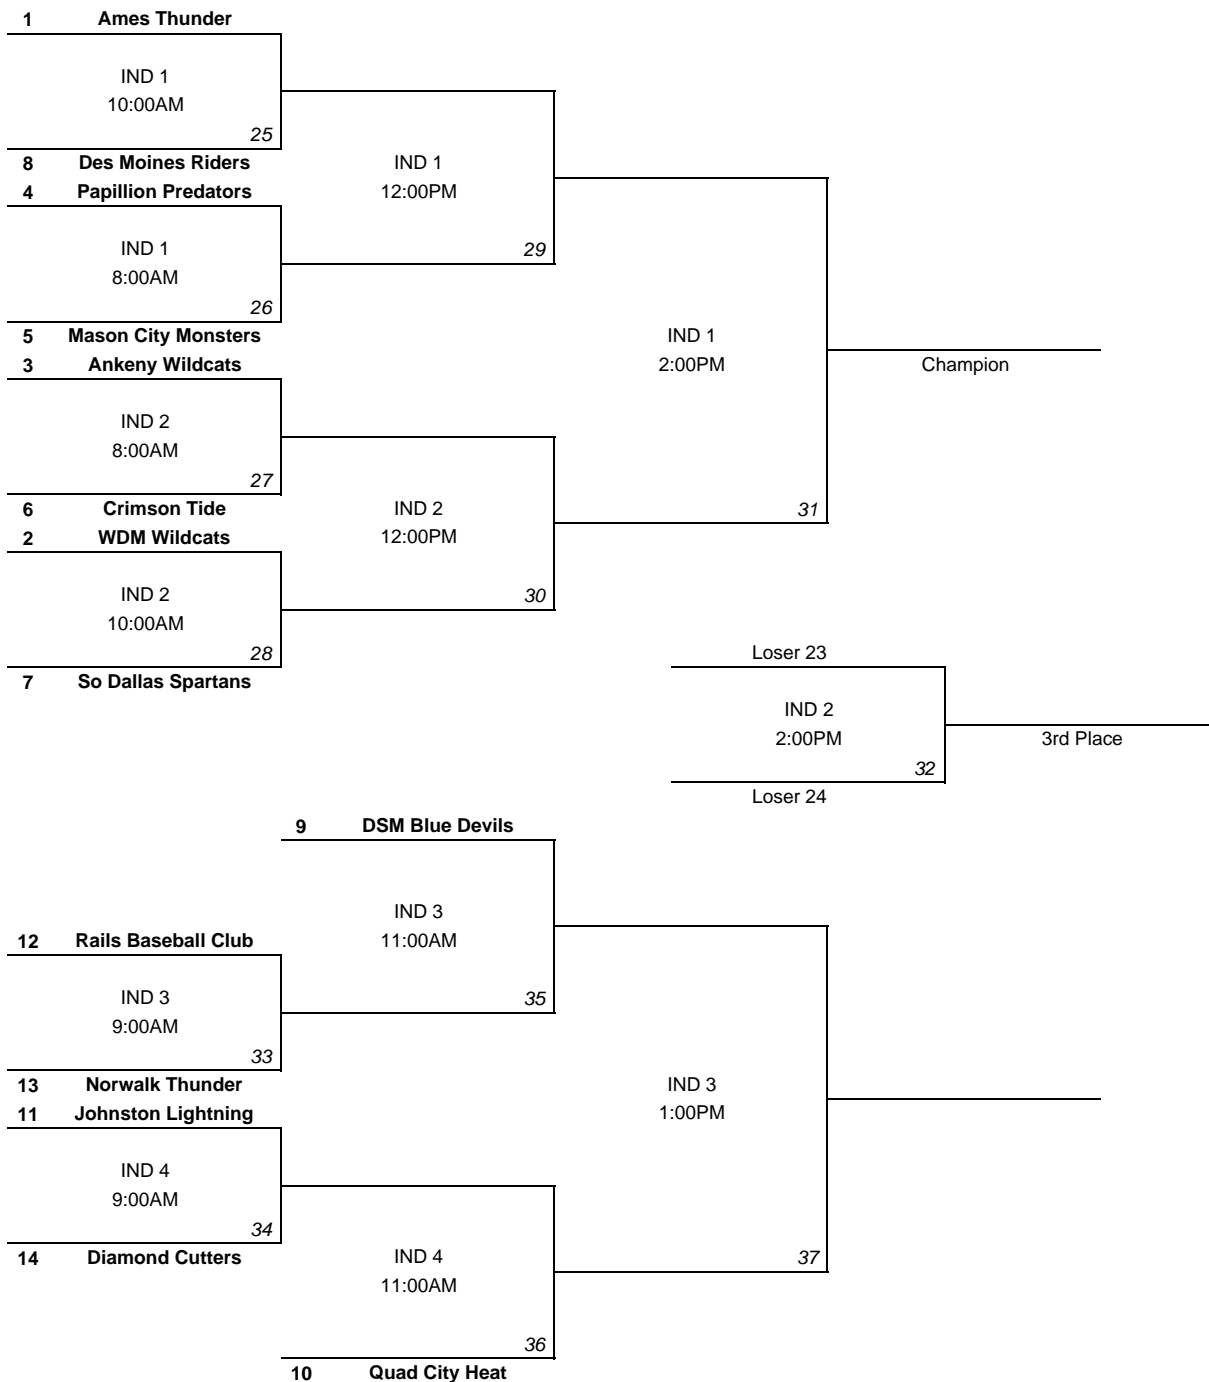 1 Ames Thunder
IND 1
10:00AM
25
8 Des Moines Riders
IND 1
4 Papillion Predators
12:00PM
IND 1
29
8:00AM
26
5 Mason City Monsters
IND 1
3 Ankeny Wildcats
2:00PM
Champion
IND 2
8:00AM
27
6 Crimson Tide
IND 2
31
2 WDM Wildcats
12:00PM
IND 2
30
10:00AM
28
Loser 23
7 So Dallas Spartans
IND 2
2:00PM
3rd Place
32
Loser 24
9 DSM Blue Devils
IND 3
12 Rails Baseball Club
11:00AM
IND 3
35
9:00AM
33
13 Norwalk Thunder
IND 3
11 Johnston Lightning
1:00PM
IND 4
9:00AM
34
14 Diamond Cutters
IND 4
37
11:00AM
36
10 Quad City Heat